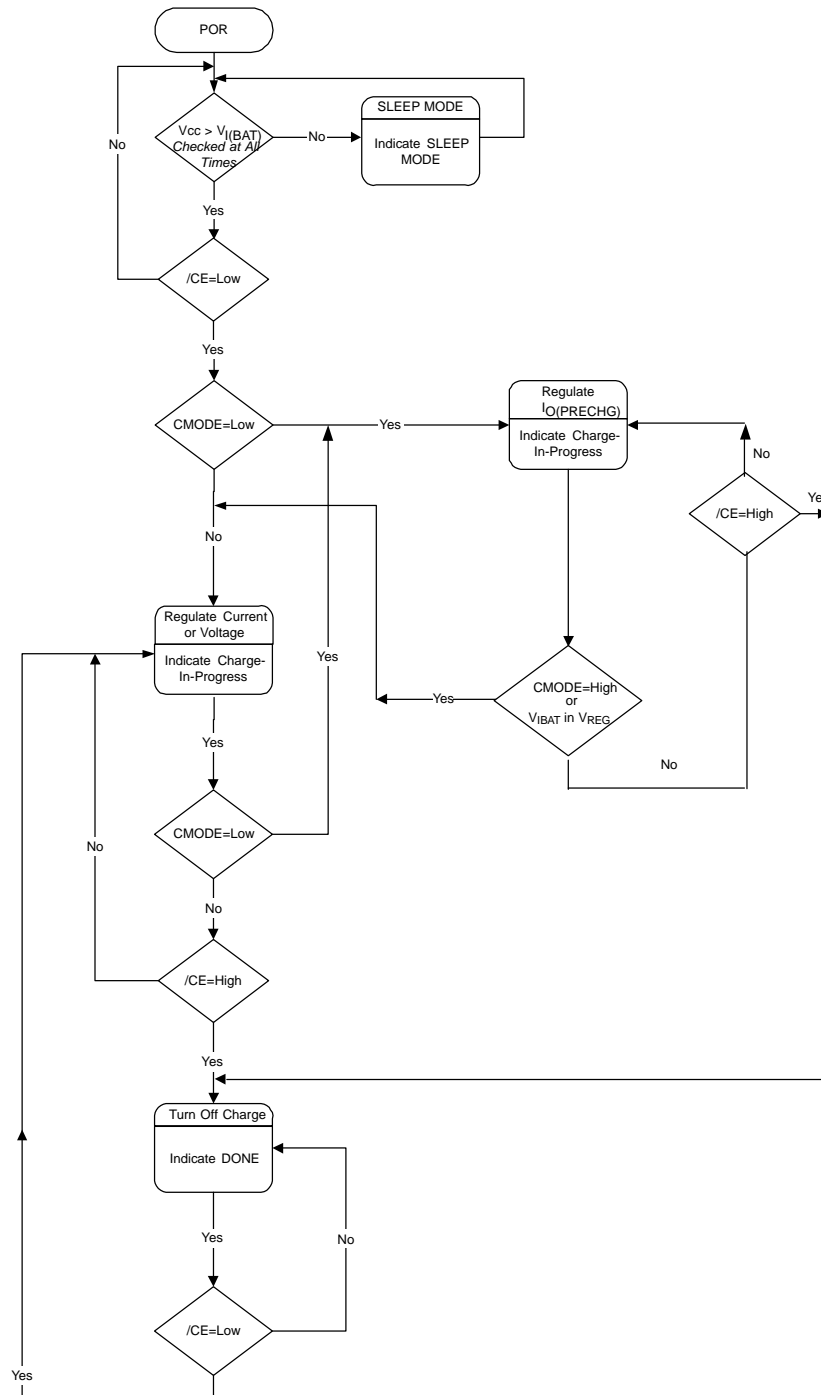 POR
Vcc > VI(BAT)
Checked at All
Times
No
SLEEP MODE
Indicate SLEEP
MODE
No
Yes
/CE=Low
Yes
CMODE=Low
Yes
Regulate
IO(PRECHG)
Indicate Charge-
In-Progress
No
/CE=High
Ye
No
Regulate Current
or Voltage
Indicate Charge-
In-Progress
Yes
CMODE=High
or
VIBAT in VREG
Yes
No
Yes
CMODE=Low
No
No
/CE=High
Yes
Turn Off Charge
Indicate DONE
Yes
No
/CE=Low
Yes